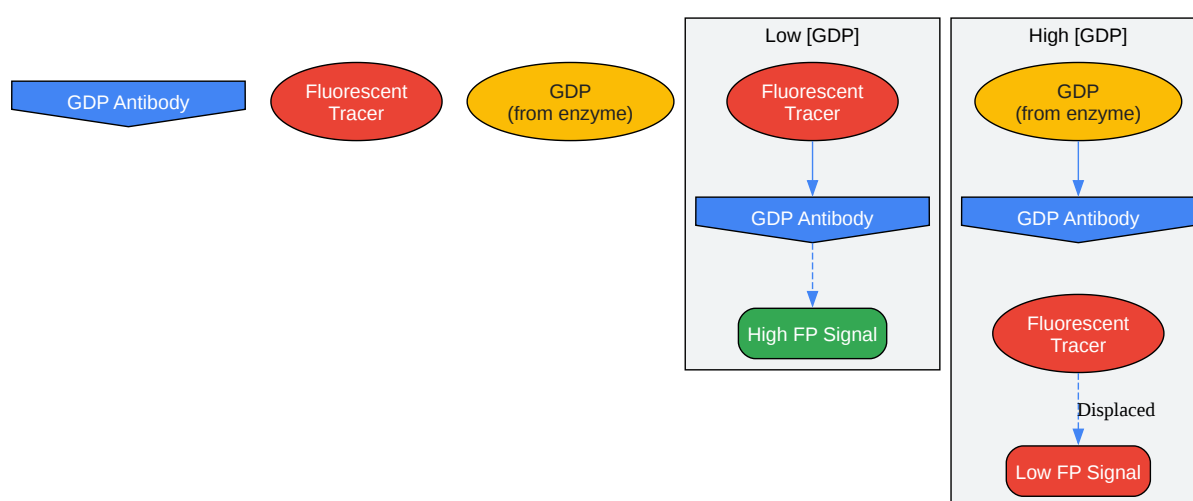 GDP Antibody
Fluorescent
Tracer
GDP
(from enzyme)
Low [GDP]
Fluorescent
Tracer
GDP Antibody
High FP Signal
High [GDP]
GDP
(from enzyme)
GDP Antibody
Fluorescent
Tracer
Displaced
Low FP Signal